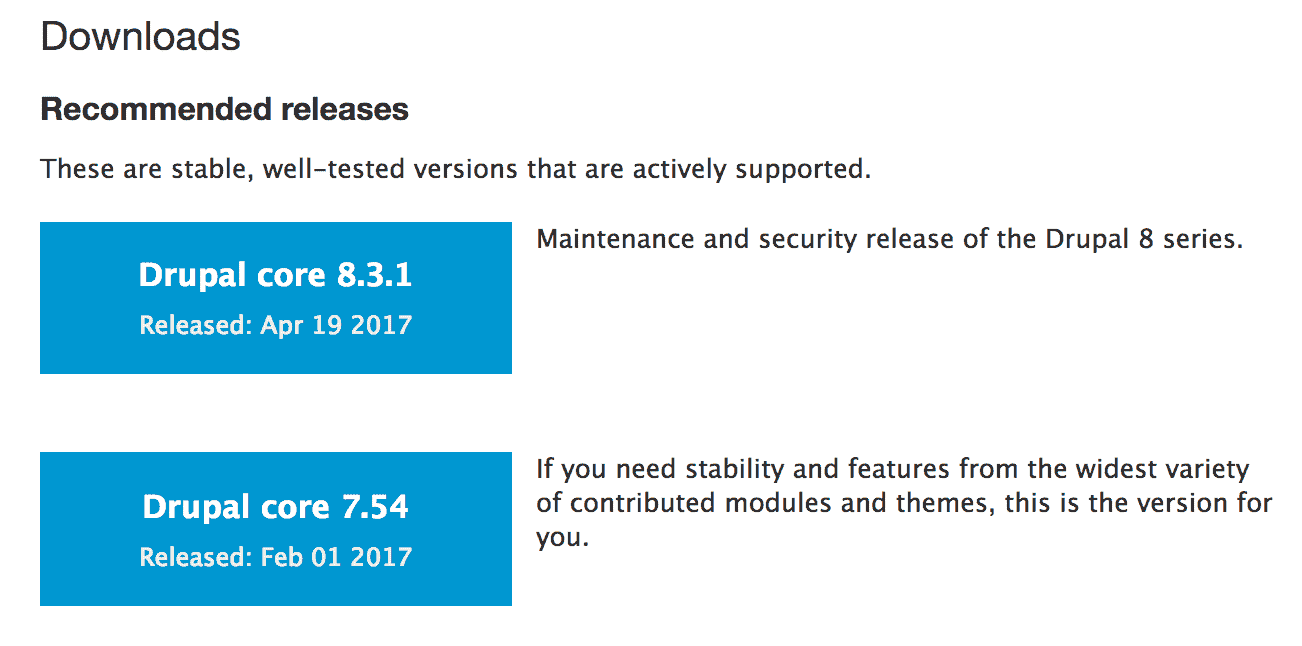 Downloads
Recommended releases
These are stable, well-tested versions that are actively supported.
Drupal core 8.3.1
Released: Apr 19 2017
Maintenance and security release of the Drupal 8 series.
Drupal core 7.54
Released: Feb 01 2017
If you need stability and features from the widest variety
of contributed modules and themes, this is the version for
you.